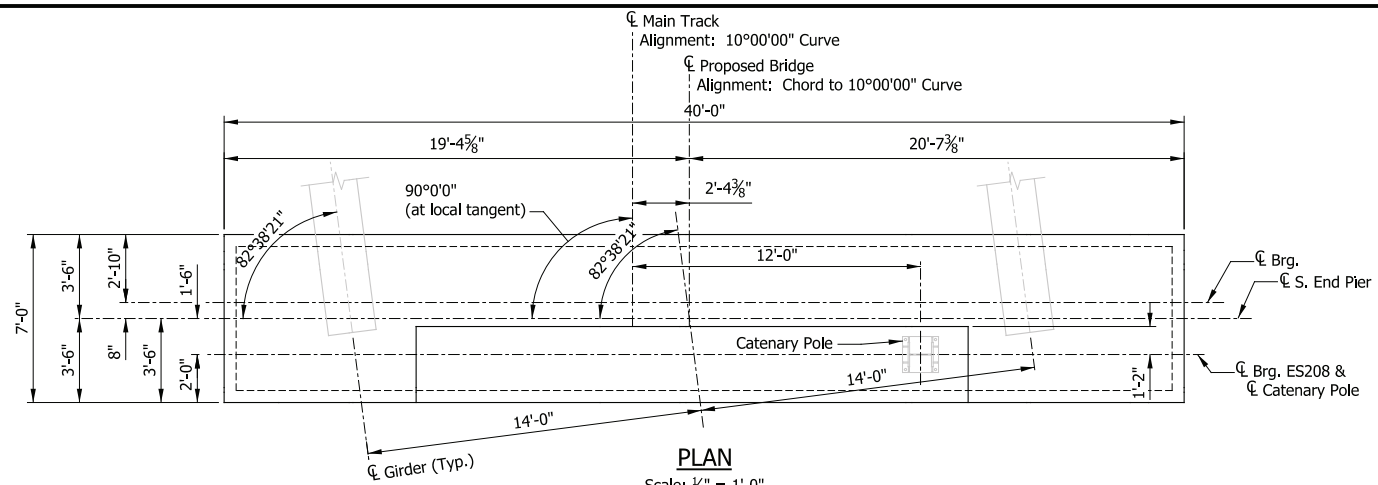 ℄ Main Track
Alignment: 10°00'00" Curve
℄ Proposed Bridge
Alignment: Chord to 10°00'00" Curve
40'-0"
19'-4⅝"
20'-7⅜"
90°0'0"
(at local tangent)
2'-4⅜"
82°38'21"
82°38'21"
12'-0"
7'-0"
3'-6"
2'-10"
1'-6"
℄ Brg.
℄ S. End Pier
3'-6"
8"
3'-6"
2'-0"
Catenary Pole
14'-0"
1'-2"
℄ Brg. ES208 &
℄ Catenary Pole
14'-0"
℄ Girder (Typ.)
PLAN
Scale: = 1'-0"